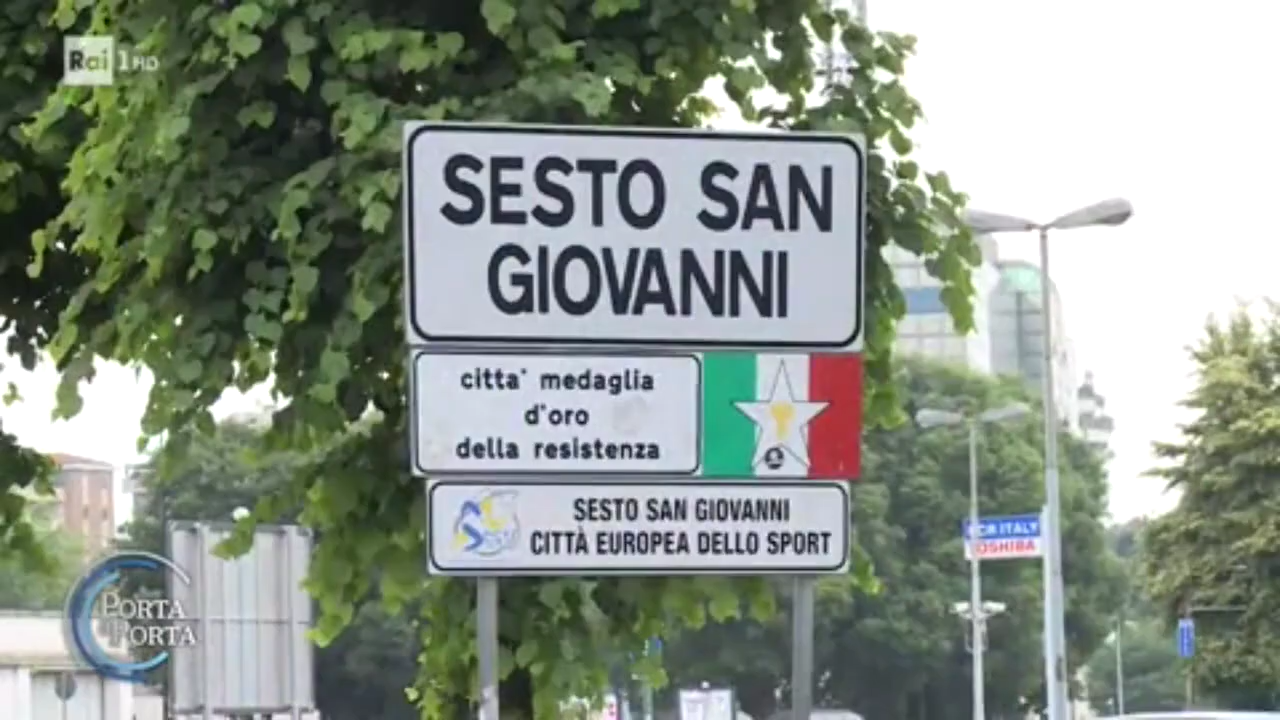 Rai 1 HD
SESTO SAN
GIOVANNI
citta' medaglia
d'oro
della resistenza
SESTO SAN GIOVANNI
CITTÀ EUROPEA DELLO SPORT
ITALY
TOSHIBA
PORTA
PORTA